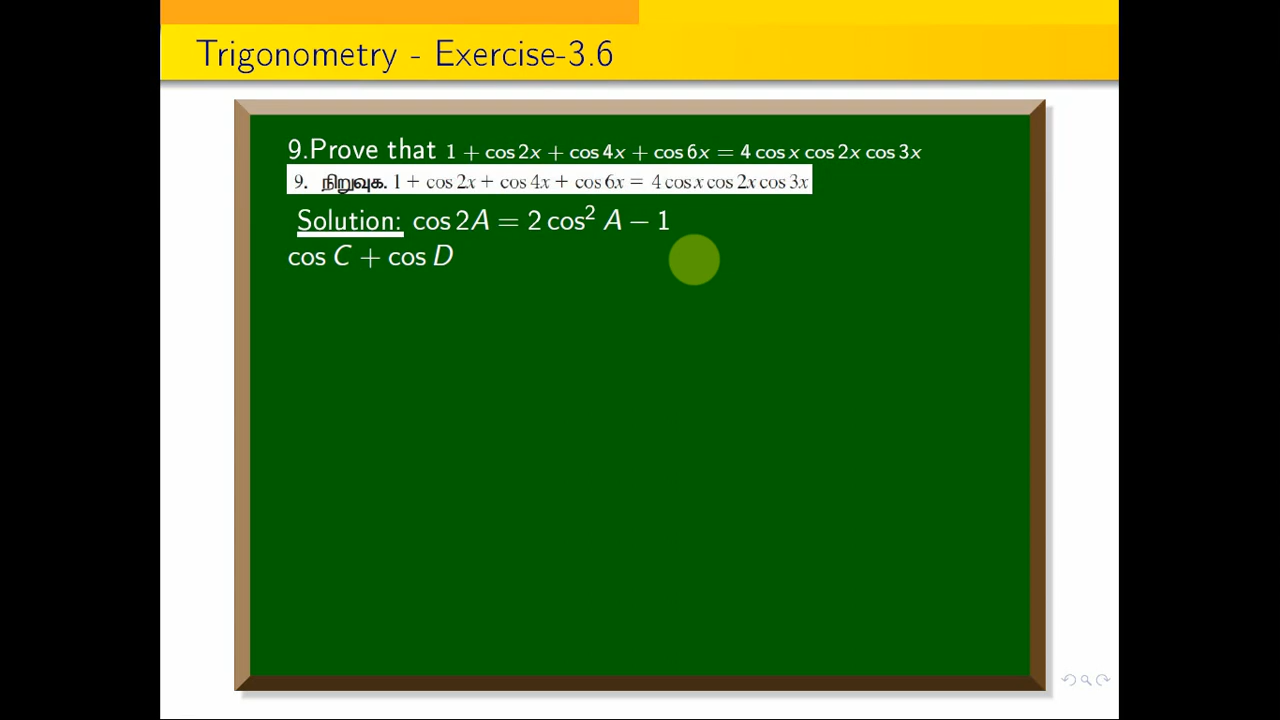 Trigonometry - Exercise-3.6
9.Prove that 1 + cos 2x + cos 4x + cos 6x = 4 cos x cos 2x cos 3x
9. நிறுவுக. 1 + cos 2x + cos 4x + cos 6x = 4 cos x cos 2x cos 3x
Solution: cos 2A = 2 cos² A − 1
cos C + cos D